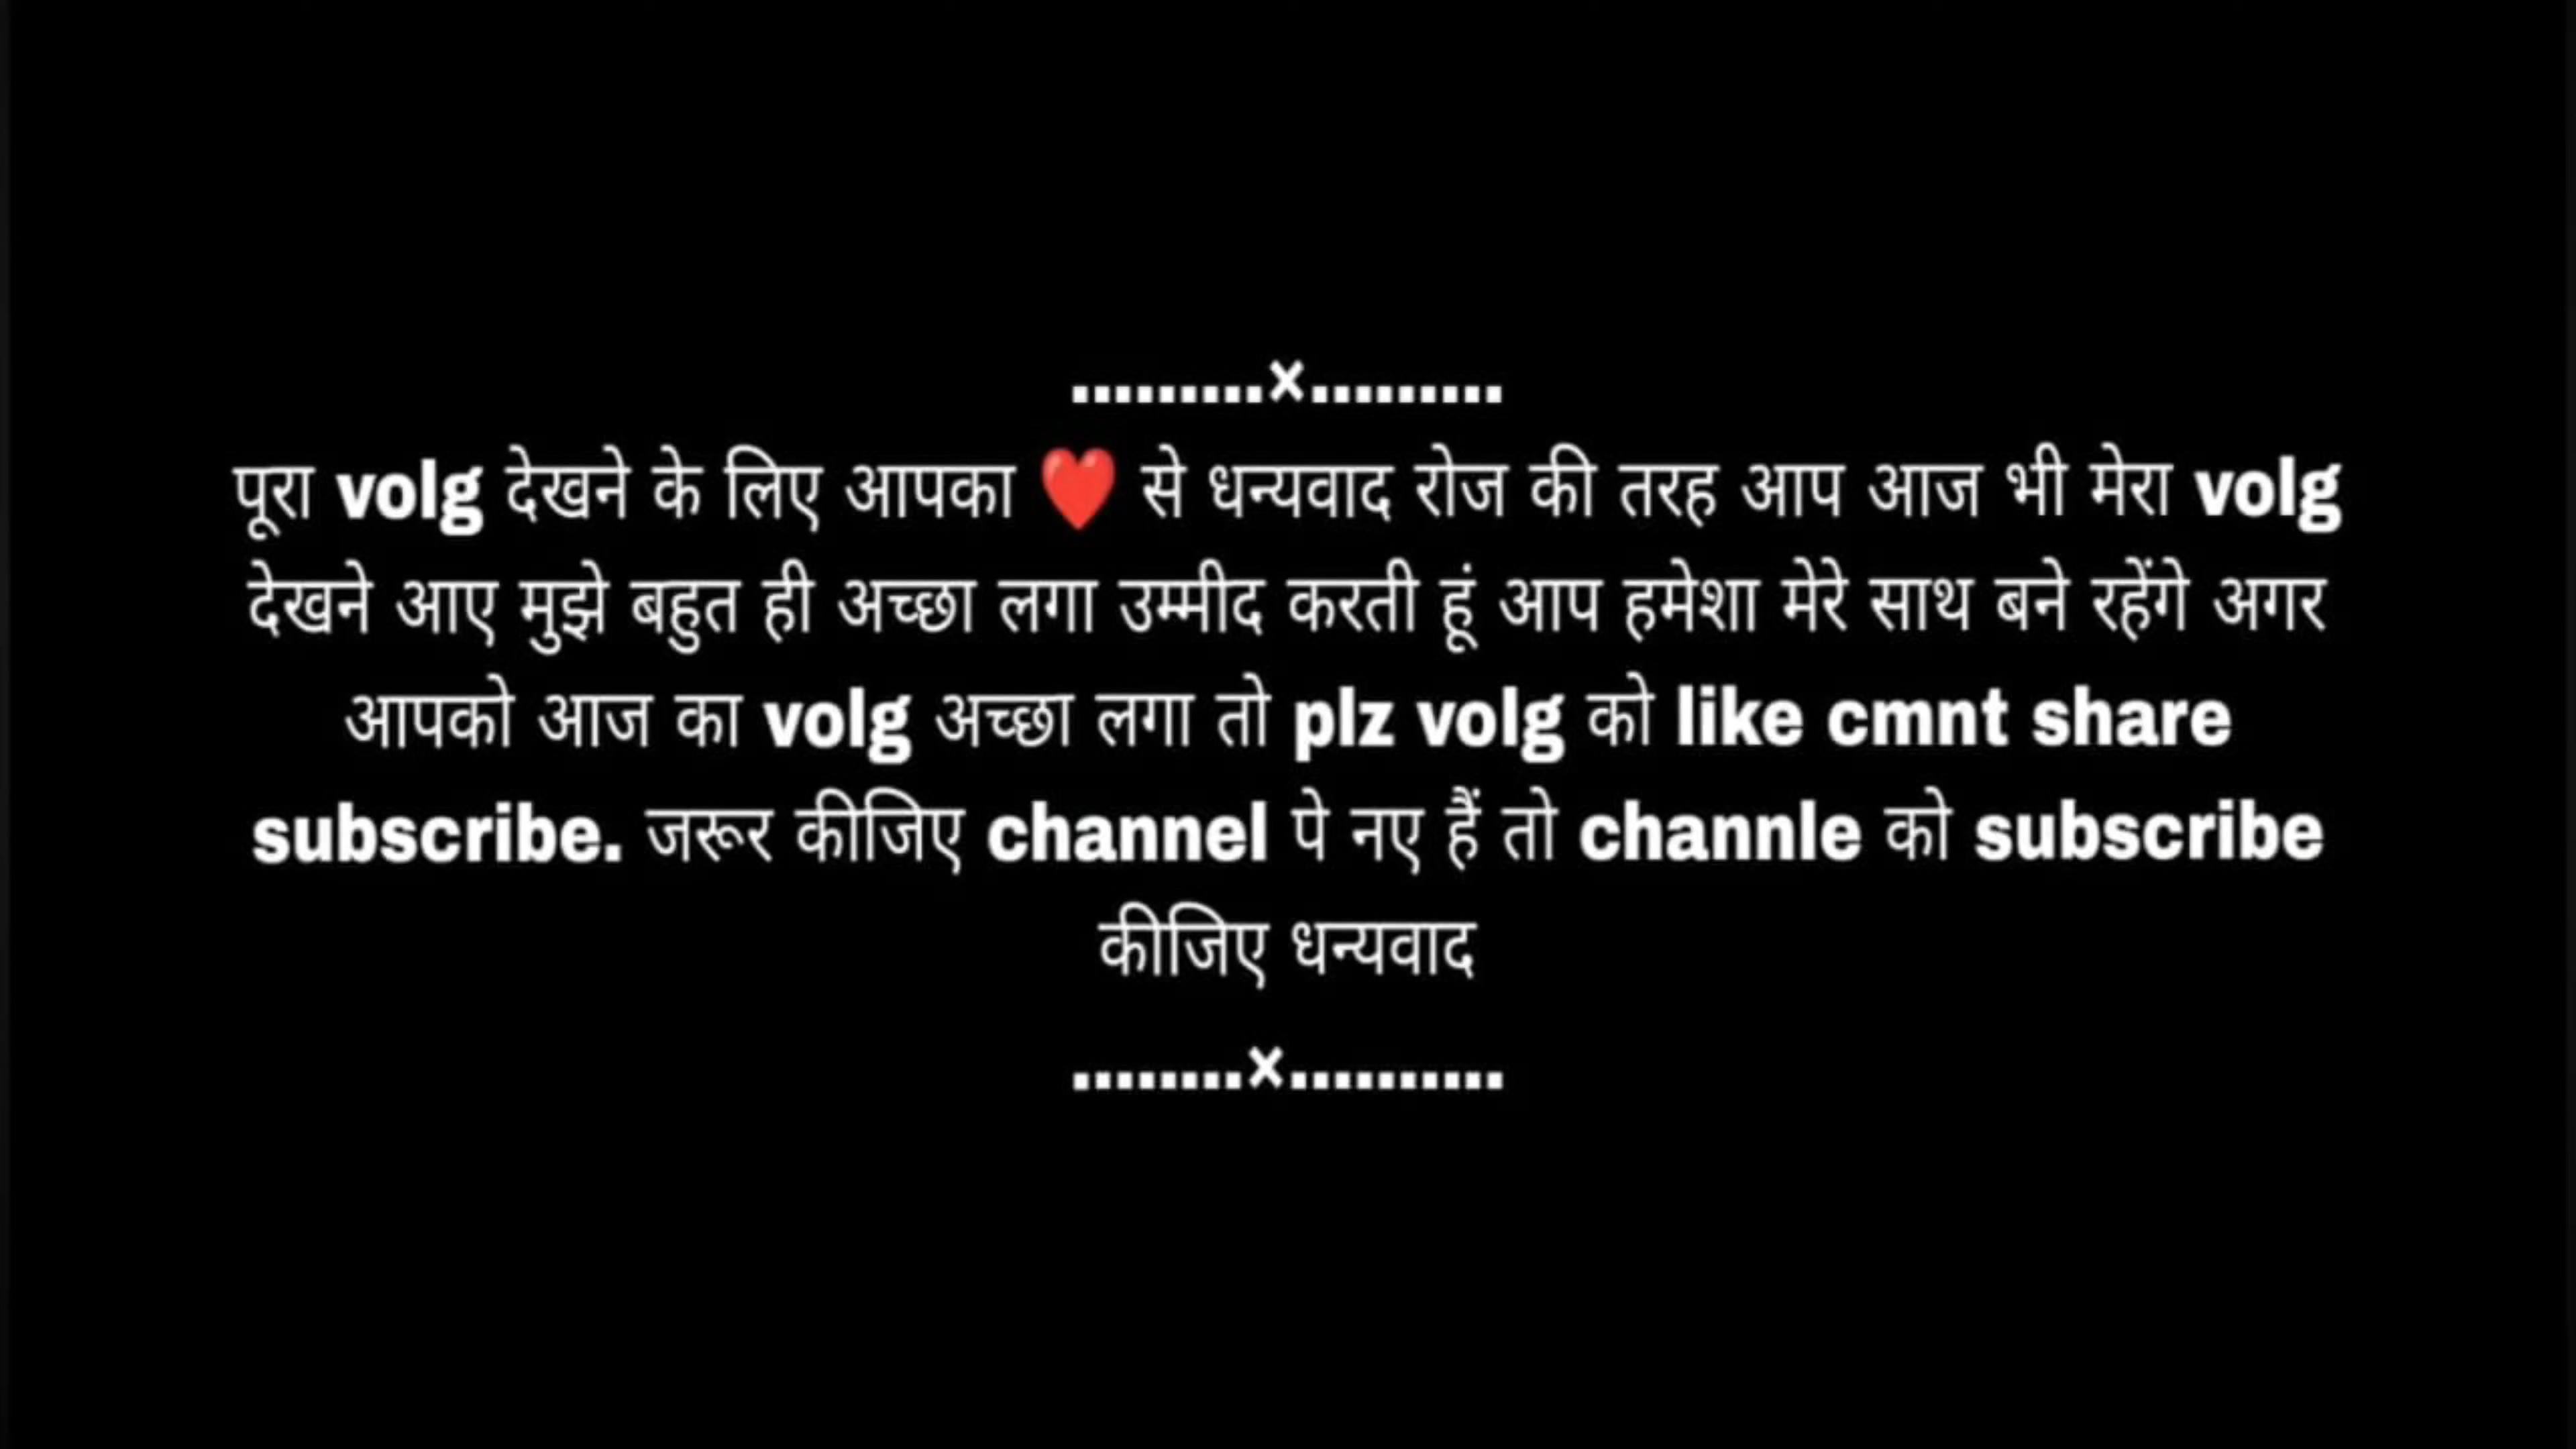 .........×.........
पूरा volg देखने के लिए आपका ❤️ से धन्यवाद रोज की तरह आप आज भी मेरा volg
देखने आए मुझे बहुत ही अच्छा लगा उम्मीद करती हूं आप हमेशा मेरे साथ बने रहेंगे अगर
आपको आज का volg अच्छा लगा तो plz volg को like cmnt share
subscribe. जरूर कीजिए channel पे नए हैं तो channle को subscribe
कीजिए धन्यवाद
........×..........